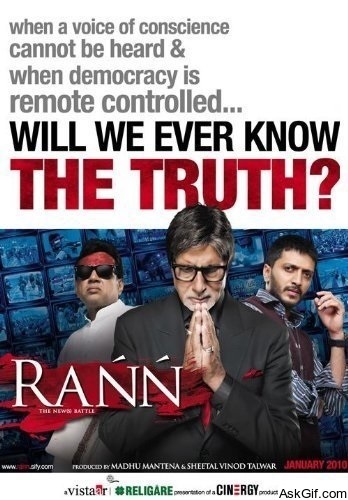 when a voice of conscience
cannot be heard &
when democracy is
remote controlled...
WILL WE EVER KNOW
THE TRUTH?
RAŃŃ
THE NEWS BATTLE
JANUARY 2010
PRODUCED BY MADHU MANTENA & SHEETAL VINOD TALWAR
a vistaar | RELIGARE presentation of a CINERGY product
AskGif.com